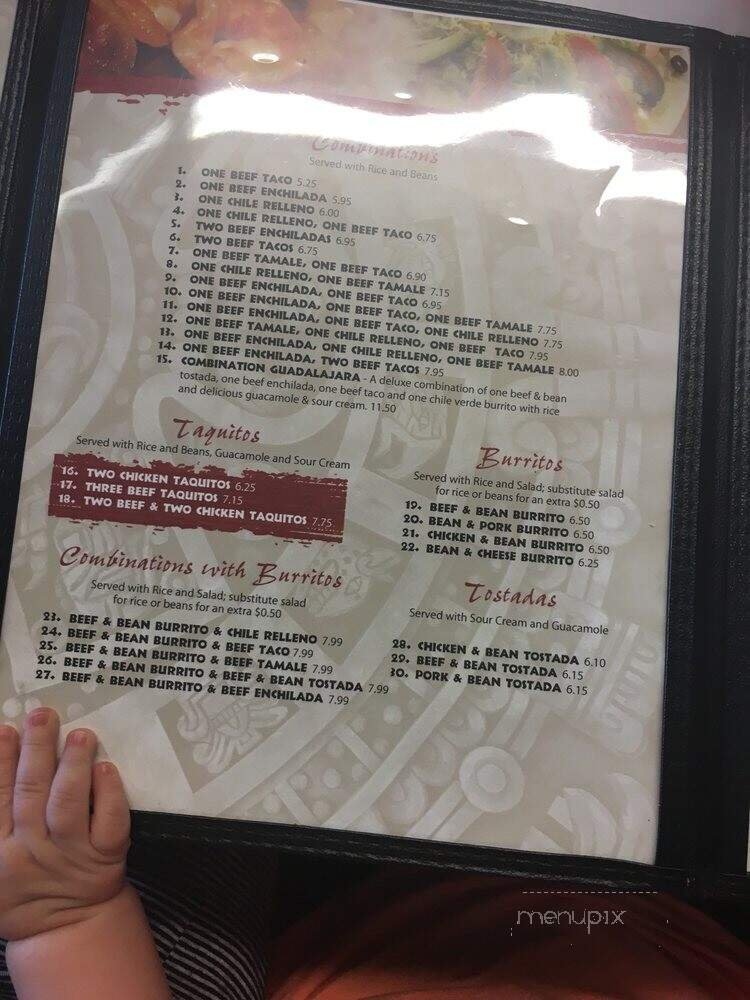 Combinations
Served with Rice and Beans
1. ONE BEEF TACO 5.25
2. ONE BEEF ENCHILADA 5.95
3. ONE CHILE RELLENO 6.00
4. ONE CHILE RELLENO, ONE BEEF TACO 6.75
5. TWO BEEF ENCHILADAS 6.95
6. TWO BEEF TACOS 6.75
7. ONE BEEF TAMALE, ONE BEEF TACO 6.90
8. ONE CHILE RELLENO, ONE BEEF TAMALE 7.15
9. ONE BEEF ENCHILADA, ONE BEEF TACO 6.95
10. ONE BEEF ENCHILADA, ONE BEEF TACO, ONE BEEF TAMALE 7.75
11. ONE BEEF ENCHILADA, ONE BEEF TACO, ONE CHILE RELLENO 7.75
12. ONE BEEF TAMALE, ONE CHILE RELLENO, ONE BEEF TACO 7.95
13. ONE BEEF ENCHILADA, ONE CHILE RELLENO, ONE BEEF TAMALE 8.00
14. ONE BEEF ENCHILADA, TWO BEEF TACOS 7.95
15. COMBINATION GUADALAJARA - A deluxe combination of one beef & bean
tostada, one beef enchilada, one beef taco and one chile verde burrito with rice
and delicious guacamole & sour cream. 11.50
Taquitos
Served with Rice and Beans, Guacamole and Sour Cream
16. TWO CHICKEN TAQUITOS 6.25
17. THREE BEEF TAQUITOS 7.15
18. TWO BEEF & TWO CHICKEN TAQUITOS 7.75
Burritos
Served with Rice and Salad; substitute salad
for rice or beans for an extra $0.50
19. BEEF & BEAN BURRITO 6.50
20. BEAN & PORK BURRITO 6.50
21. CHICKEN & BEAN BURRITO 6.50
22. BEAN & CHEESE BURRITO 6.25
Combinations with Burritos
Served with Rice and Salad; substitute salad
for rice or beans for an extra $0.50
23. BEEF & BEAN BURRITO & CHILE RELLENO 7.99
24. BEEF & BEAN BURRITO & BEEF TACO 7.99
25. BEEF & BEAN BURRITO & BEEF TAMALE 7.99
26. BEEF & BEAN BURRITO & BEEF & BEAN TOSTADA 7.99
27. BEEF & BEAN BURRITO & BEEF ENCHILADA 7.99
Tostadas
Served with Sour Cream and Guacamole
28. CHICKEN & BEAN TOSTADA 6.10
29. BEEF & BEAN TOSTADA 6.15
30. PORK & BEAN TOSTADA 6.15
menupix